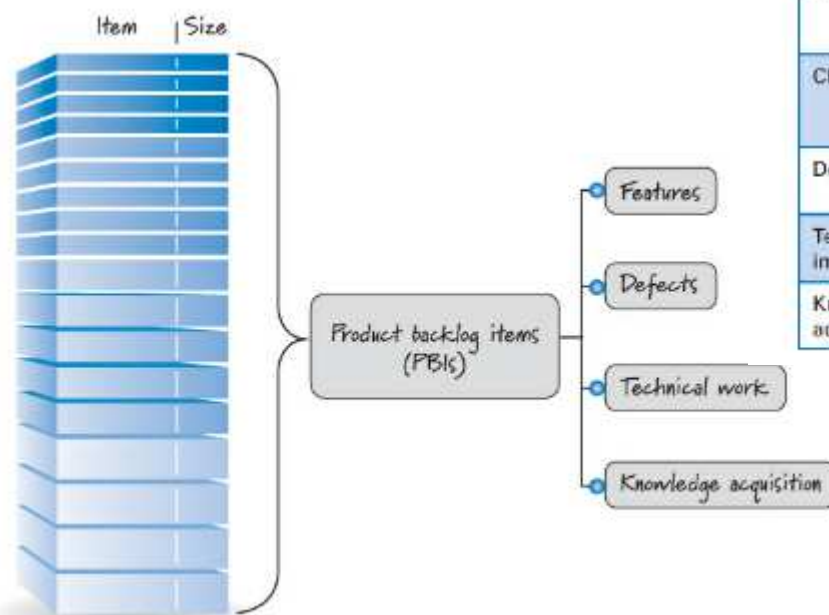 Item | Size
Features
Defects
Product backlog items
(PBIs)
Technical work
Knowledge acquisition